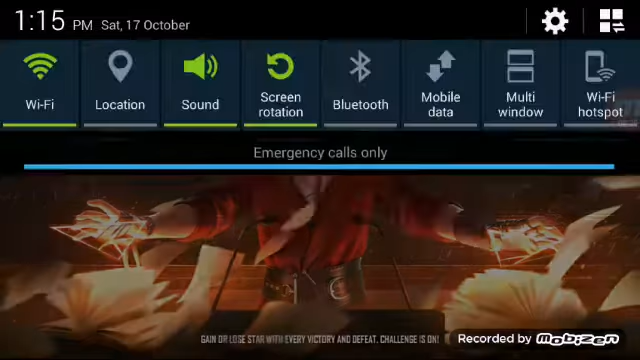 1:15 PM Sat, 17 October
Wi-Fi
Location
Sound
Screen rotation
Bluetooth
Mobile data
Multi window
Wi-Fi hotspot
Emergency calls only
GAIN OR LOSE STAR WITH EVERY VICTORY AND DEFEAT. CHALLENGE IS ON!
Recorded by Mobizen